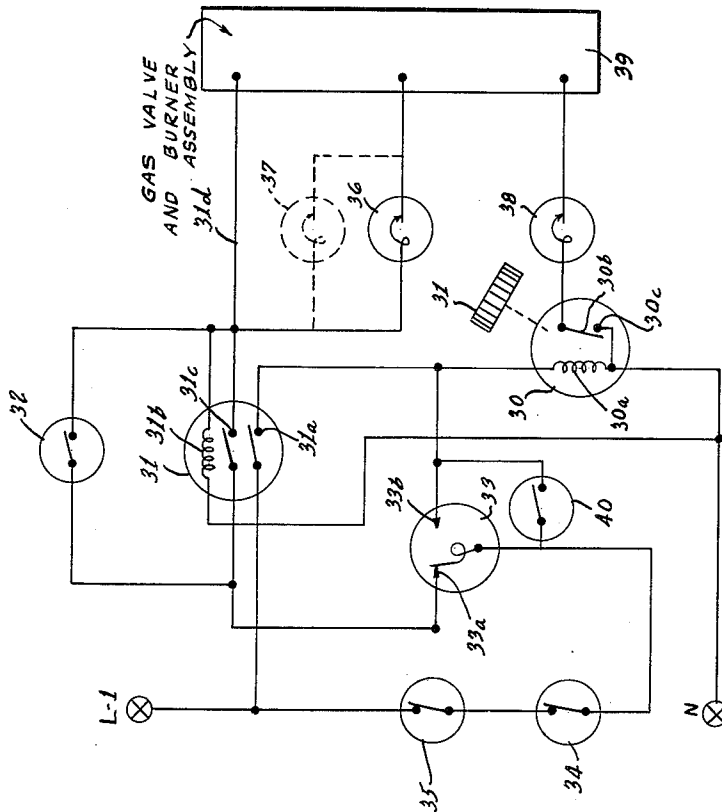 GAS VALVE
AND BURNER
ASSEMBLY
31d
37
36
39
38
32
31
31b
31c
31a
31
30b
30c
30
30a
33b
33
33a
40
L-1
35
34
N